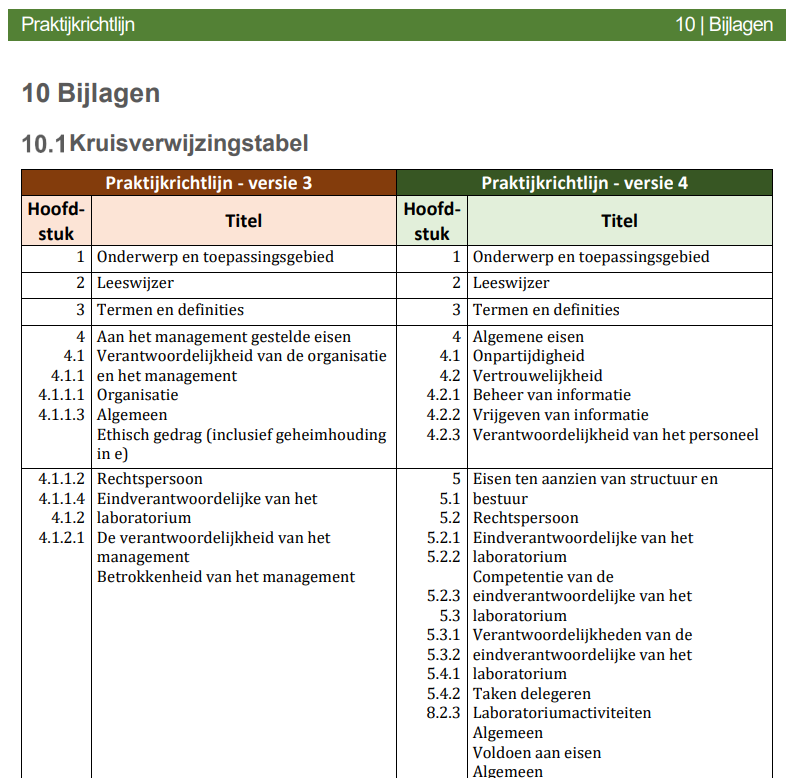 Praktijkrichtlijn 10 | Bijlagen
10 Bijlagen
10.1Kruisverwijzingstabel
Praktijkrichtlijn - versie 3 Praktijkrichtlijn - versie 4
Hoofd-
stuk Titel Hoofd-
stuk Titel
1 Onderwerp en toepassingsgebied 1 Onderwerp en toepassingsgebied
2 Leeswijzer 2 Leeswijzer
3 Termen en definities 3 Termen en definities
4 Aan het management gestelde eisen 4 Algemene eisen
4.1 Verantwoordelijkheid van de organisatie 4.1 Onpartijdigheid
4.1.1 en het management 4.2 Vertrouwelijkheid
4.1.1.1 Organisatie 4.2.1 Beheer van informatie
4.1.1.3 Algemeen 4.2.2 Vrijgeven van informatie
Ethisch gedrag (inclusief geheimhouding 4.2.3 Verantwoordelijkheid van het personeel
in e)
4.1.1.2 Rechtspersoon 5 Eisen ten aanzien van structuur en
4.1.1.4 Eindverantwoordelijke van het 5.1 bestuur
4.1.2 laboratorium 5.2 Rechtspersoon
4.1.2.1 De verantwoordelijkheid van het 5.2.1 Eindverantwoordelijke van het
management 5.2.2 laboratorium
Betrokkenheid van het management Competentie van de
5.2.3 eindverantwoordelijke van het
5.3 laboratorium
5.3.1 Verantwoordelijkheden van de
5.3.2 eindverantwoordelijke van het
5.4.1 laboratorium
5.4.2 Taken delegeren
8.2.3 Laboratoriumactiviteiten
Algemeen
Voldoen aan eisen
Algemeen